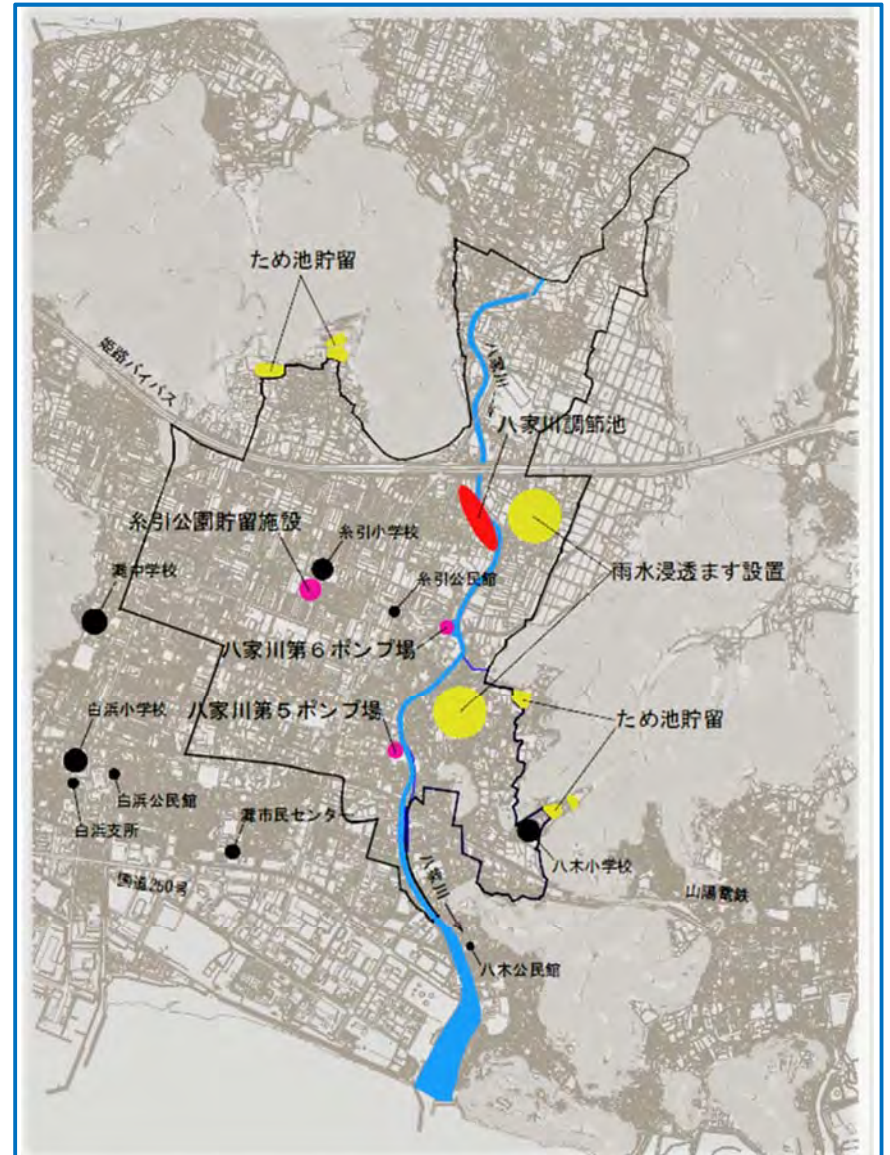 ため池貯留
姫路バイパス
八家川
八家川調節池
糸引公園貯留施設
糸引小学校
灘中学校
糸引公民館
雨水浸透ます設置
八家川第６ポンプ場
白浜小学校
八家川第５ポンプ場
ため池貯留
白浜公民館
白浜支所
灘市民センター
八家川
八木小学校
国道250号
山陽電鉄
八木公民館